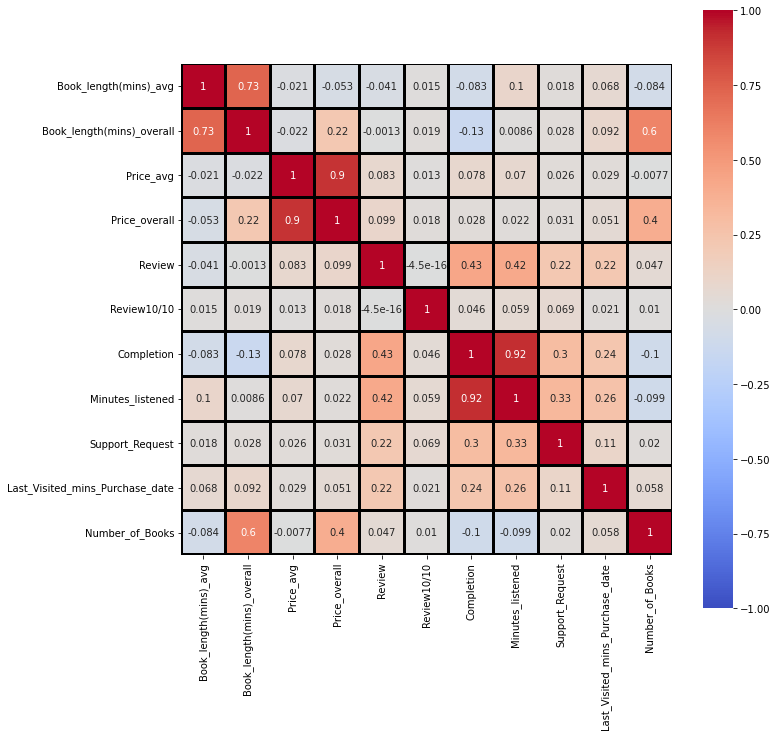 Book_length(mins)_avg 1 0.73 -0.021 -0.053 -0.041 0.015 -0.083 0.1 0.018 0.068 -0.084
Book_length(mins)_overall 0.73 1 -0.022 0.22 -0.0013 0.019 -0.13 0.0086 0.028 0.092 0.6
Price_avg -0.021 -0.022 1 0.9 0.083 0.013 0.078 0.07 0.026 0.029 -0.0077
Price_overall -0.053 0.22 0.9 1 0.099 0.018 0.028 0.022 0.031 0.051 0.4
Review -0.041 -0.0013 0.083 0.099 1 -4.5e-16 0.43 0.42 0.22 0.22 0.047
Review10/10 0.015 0.019 0.013 0.018 -4.5e-16 1 0.046 0.059 0.069 0.021 0.01
Completion -0.083 -0.13 0.078 0.028 0.43 0.046 1 0.92 0.3 0.24 -0.1
Minutes_listened 0.1 0.0086 0.07 0.022 0.42 0.059 0.92 1 0.33 0.26 -0.099
Support_Request 0.018 0.028 0.026 0.031 0.22 0.069 0.3 0.33 1 0.11 0.02
Last_Visited_mins_Purchase_date 0.068 0.092 0.029 0.051 0.22 0.021 0.24 0.26 0.11 1 0.058
Number_of_Books -0.084 0.6 -0.0077 0.4 0.047 0.01 -0.1 -0.099 0.02 0.058 1
Book_length(mins)_avg
Book_length(mins)_overall
Price_avg
Price_overall
Review
Review10/10
Completion
Minutes_listened
Support_Request
Last_Visited_mins_Purchase_date
Number_of_Books
1.00
0.75
0.50
0.25
0.00
−0.25
−0.50
−0.75
−1.00